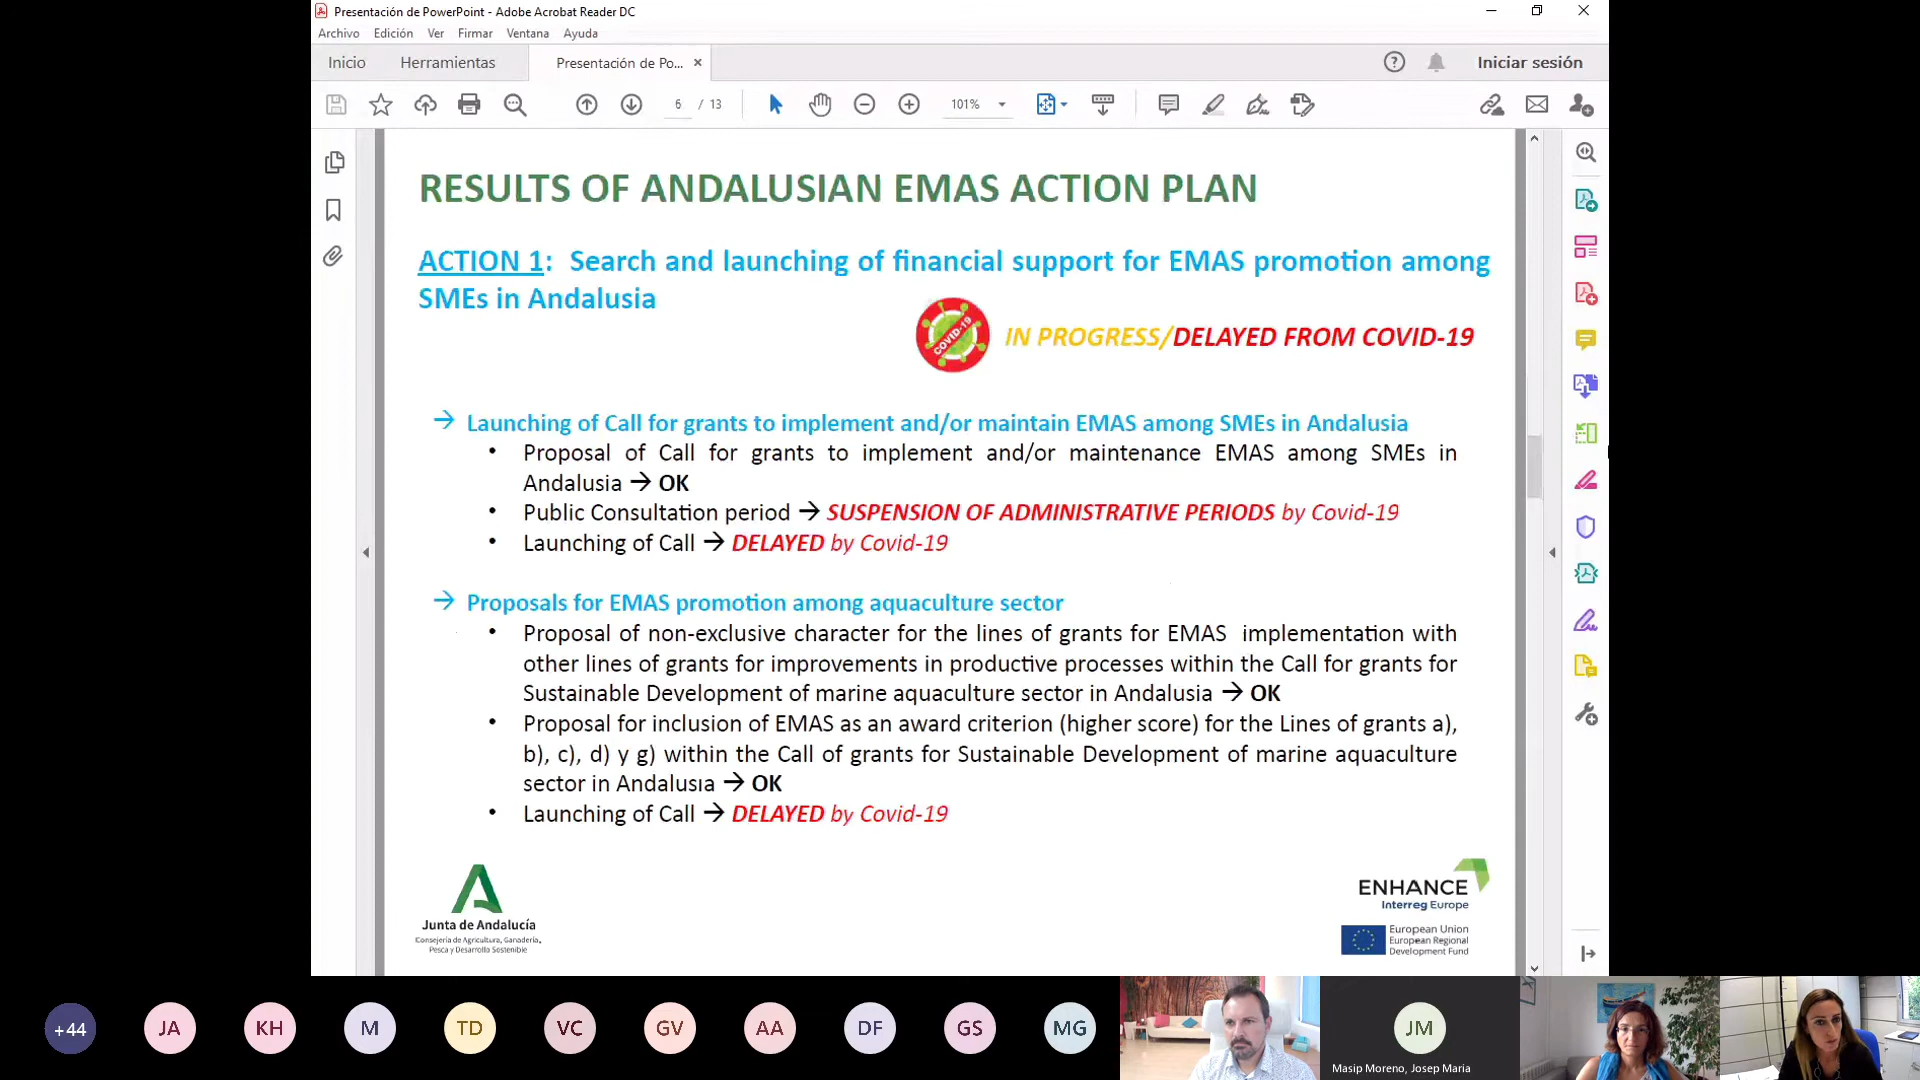 Presentación de PowerPoint - Adobe Acrobat Reader DC
Archivo Edición Ver Firmar Ventana Ayuda
Inicio Herramientas Presentación de Po... × Iniciar sesión
6 / 13 101%
RESULTS OF ANDALUSIAN EMAS ACTION PLAN
ACTION 1: Search and launching of financial support for EMAS promotion among
SMEs in Andalusia
COVID-19
IN PROGRESS/DELAYED FROM COVID-19
→ Launching of Call for grants to implement and/or maintain EMAS among SMEs in Andalusia
• Proposal of Call for grants to implement and/or maintenance EMAS among SMEs in
Andalusia → OK
• Public Consultation period → SUSPENSION OF ADMINISTRATIVE PERIODS by Covid-19
• Launching of Call → DELAYED by Covid-19
→ Proposals for EMAS promotion among aquaculture sector
• Proposal of non-exclusive character for the lines of grants for EMAS implementation with
other lines of grants for improvements in productive processes within the Call for grants for
Sustainable Development of marine aquaculture sector in Andalusia → OK
• Proposal for inclusion of EMAS as an award criterion (higher score) for the Lines of grants a),
b), c), d) y g) within the Call of grants for Sustainable Development of marine aquaculture
sector in Andalusia → OK
• Launching of Call → DELAYED by Covid-19
Junta de Andalucía
Consejería de Agricultura, Ganadería,
Pesca y Desarrollo Sostenible
ENHANCE
Interreg Europe
European Union
European Regional
Development Fund
+44 JA KH M TD VC GV AA DF GS MG JM
Masip Moreno, Josep Maria